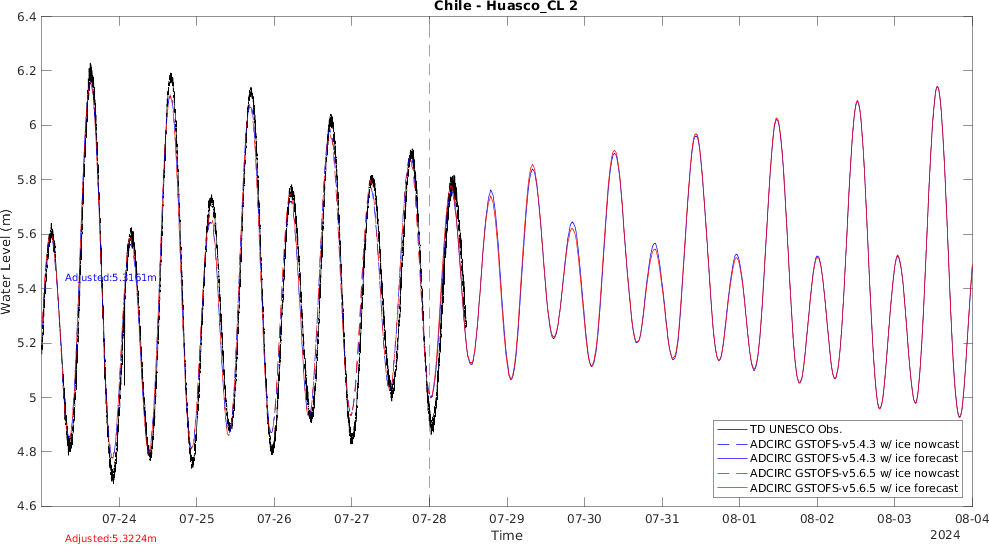 Chile - Huasco_CL 2
6.4
6.2
6
5.8
5.6
5.4
5.2
5
4.8
4.6
Water Level (m)
Adjusted:5.3161m
TD UNESCO Obs.
ADCIRC GSTOFS-v5.4.3 w/ ice nowcast
ADCIRC GSTOFS-v5.4.3 w/ ice forecast
ADCIRC GSTOFS-v5.6.5 w/ ice nowcast
ADCIRC GSTOFS-v5.6.5 w/ ice forecast
07-24 07-25 07-26 07-27 07-28 07-29 07-30 07-31 08-01 08-02 08-03 08-04
Time
2024
Adjusted:5.3224m